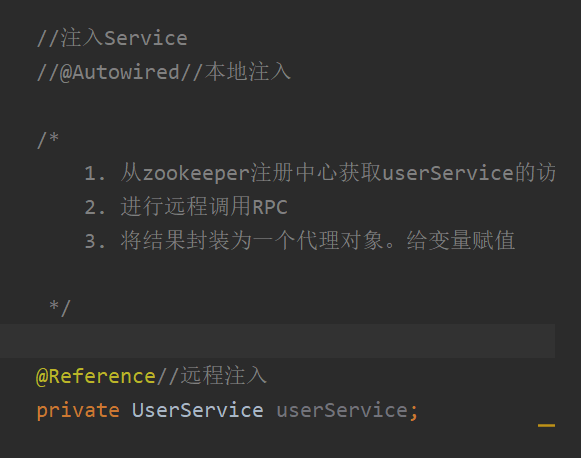 //注入Service
//@Autowired//本地注入
/*
1. 从zookeeper注册中心获取userService的访
2. 进行远程调用RPC
3. 将结果封装为一个代理对象。给变量赋值
*/
@Reference//远程注入
private UserService userService;